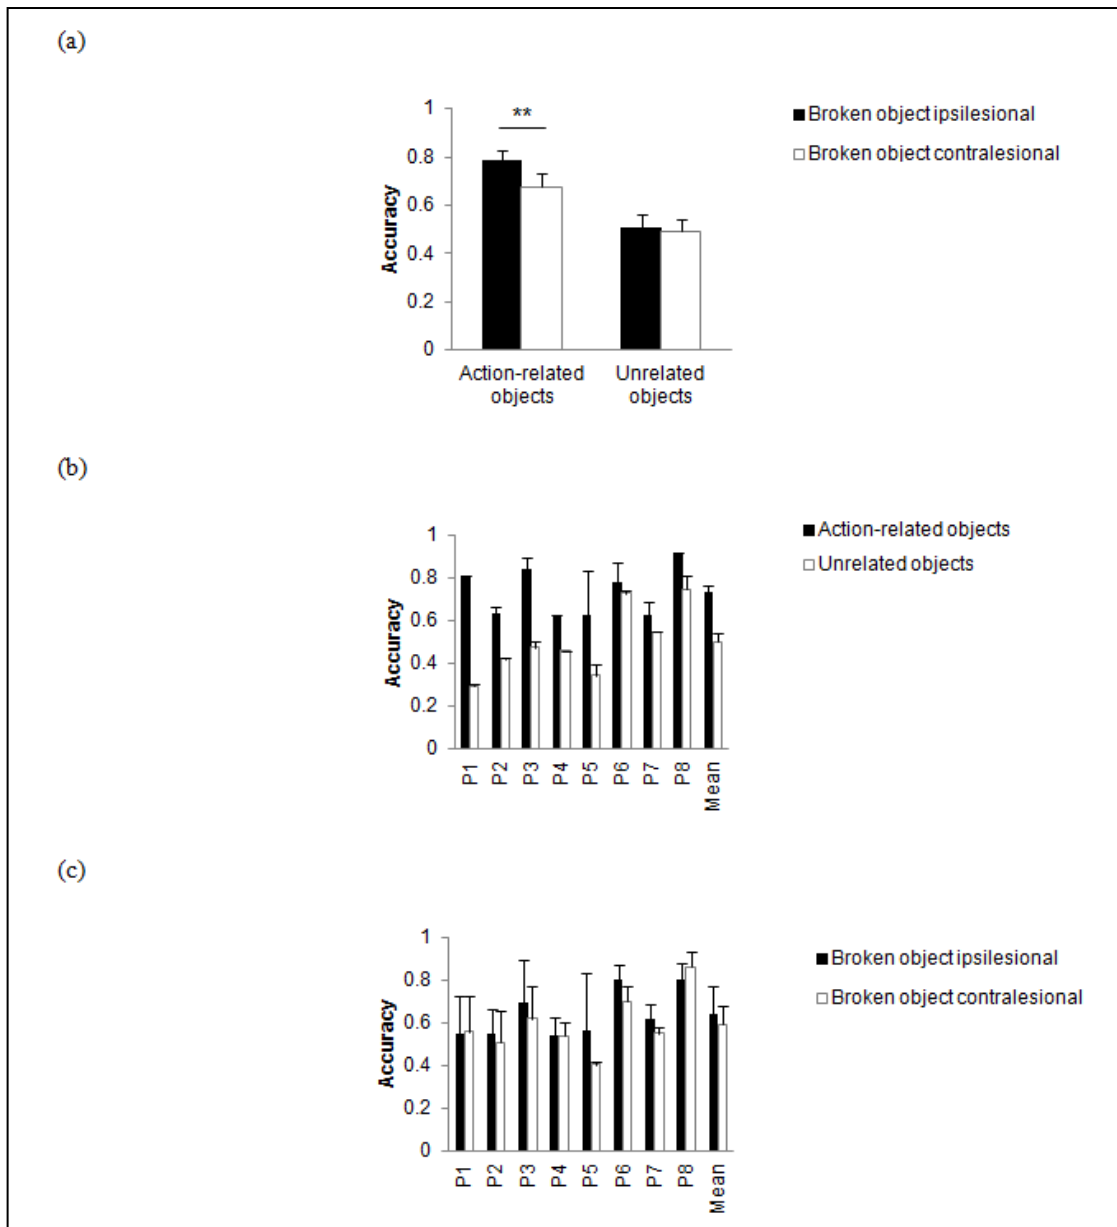 (a)
1
0.8
0.6
0.4
0.2
0
Accuracy
**
Action-related
objects
Unrelated
objects
Broken object ipsilesional
Broken object contralesional
(b)
1
0.8
0.6
0.4
0.2
0
Accuracy
P1
P2
P3
P4
P5
P6
P7
P8
Mean
Action-related objects
Unrelated objects
(c)
1
0.8
0.6
0.4
0.2
0
Accuracy
P1
P2
P3
P4
P5
P6
P7
P8
Mean
Broken object ipsilesional
Broken object contralesional